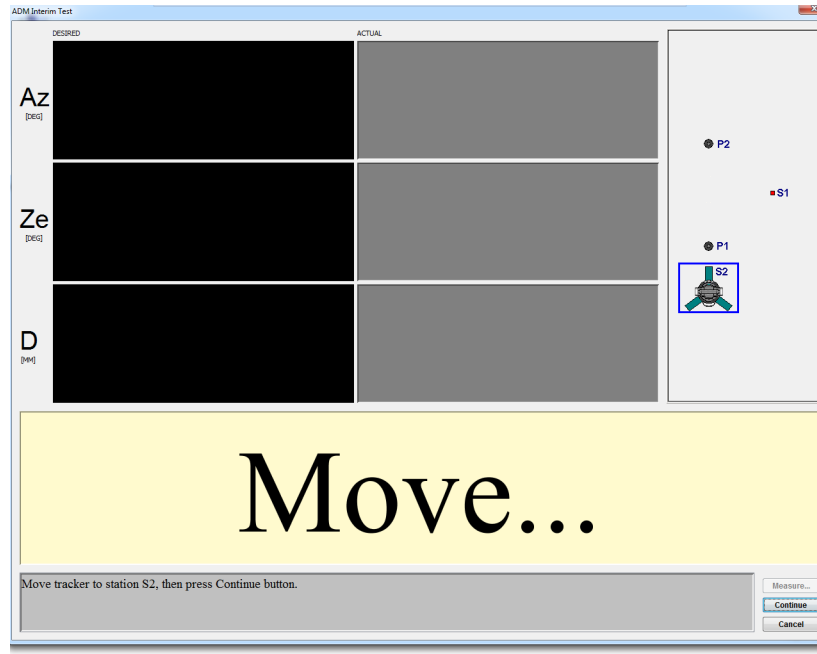 ADM Interim Test
DESIRED
ACTUAL
Az
[DEG]
P2
S1
Ze
[DEG]
P1
S2
D
[MM]
Move...
Move tracker to station S2, then press Continue button.
Measure...
Continue
Cancel